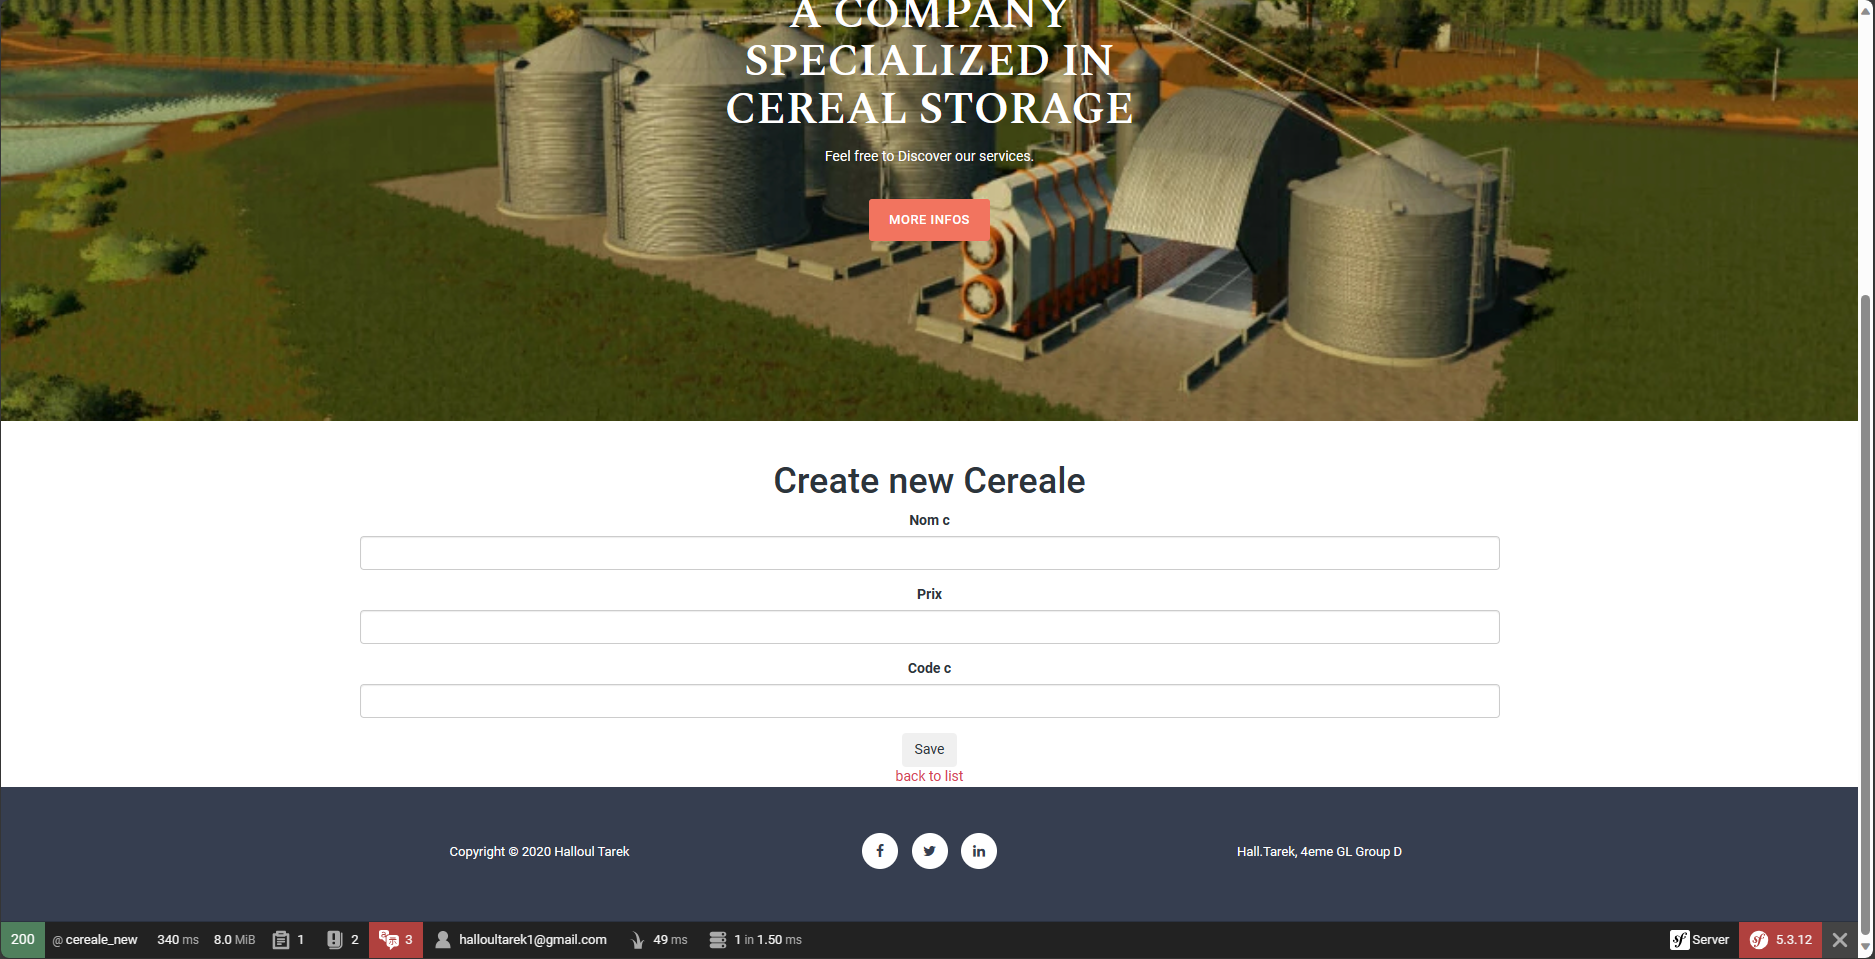 A COMPANY
SPECIALIZED IN
CEREAL STORAGE
Feel free to Discover our services.
MORE INFOS
Create new Cereale
Nom c
Prix
Code c
Save
back to list
Copyright © 2020 Halloul Tarek
Hall.Tarek, 4eme GL Group D
200 @ cereale_new 340 ms 8.0 MiB 1 2 3 halloultarek1@gmail.com 49 ms 1 in 1.50 ms Server 5.3.12